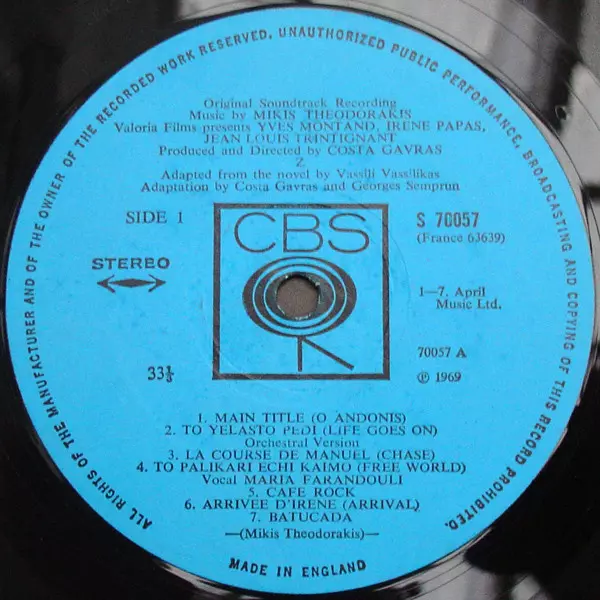 ALL RIGHTS OF THE MANUFACTURER AND OF THE OWNER OF THE RECORDED WORK RESERVED. UNAUTHORIZED PUBLIC PERFORMANCE, BROADCASTING AND COPYING OF THIS RECORD PROHIBITED.
Original Soundtrack Recording
Music by MIKIS THEODORAKIS
Valoria Films presents YVES MONTAND, IRENE PAPAS,
JEAN LOUIS TRINTIGNANT
Produced and Directed by COSTA GAVRAS
Z
Adapted from the novel by Vassili Vassilikas
Adaptation by Costa Gavras and Georges Semprun
SIDE 1
CBS
S 70057
(France 63639)
STEREO
1—7. April
Music Ltd.
33⅓
70057 A
℗ 1969
1. MAIN TITLE (O ANDONIS)
2. TO YELASTO PEDI (LIFE GOES ON)
Orchestral Version
3. LA COURSE DE MANUEL (CHASE)
4. TO PALIKARI ECHI KAIMO (FREE WORLD)
Vocal MARIA FARANDOULI
5. CAFE ROCK
6. ARRIVEE D'IRENE (ARRIVAL)
7. BATUCADA
—(Mikis Theodorakis)—
MADE IN ENGLAND